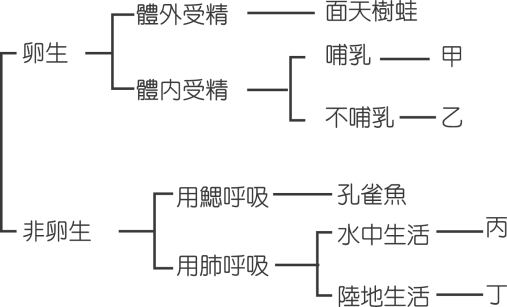 體外受精 面天樹蛙
卵生
哺乳 甲
體內受精
不哺乳 乙
用鰓呼吸 孔雀魚
非卵生
水中生活 丙
用肺呼吸
陸地生活 丁